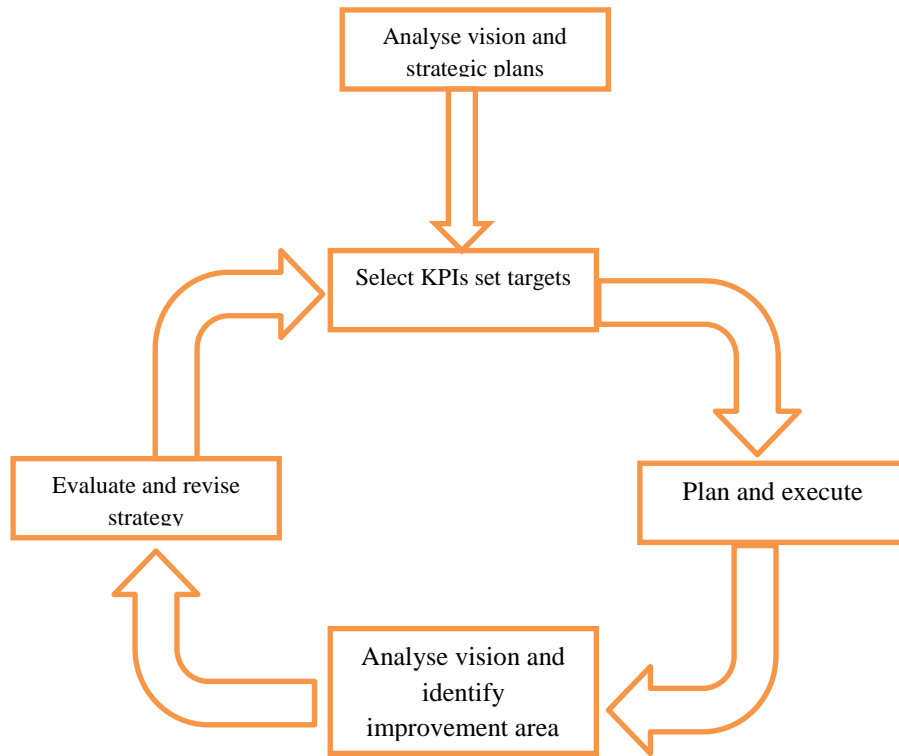 Analyse vision and
strategic plans
Select KPIs set targets
Plan and execute
Analyse vision and
identify
improvement area
Evaluate and revise
strategy